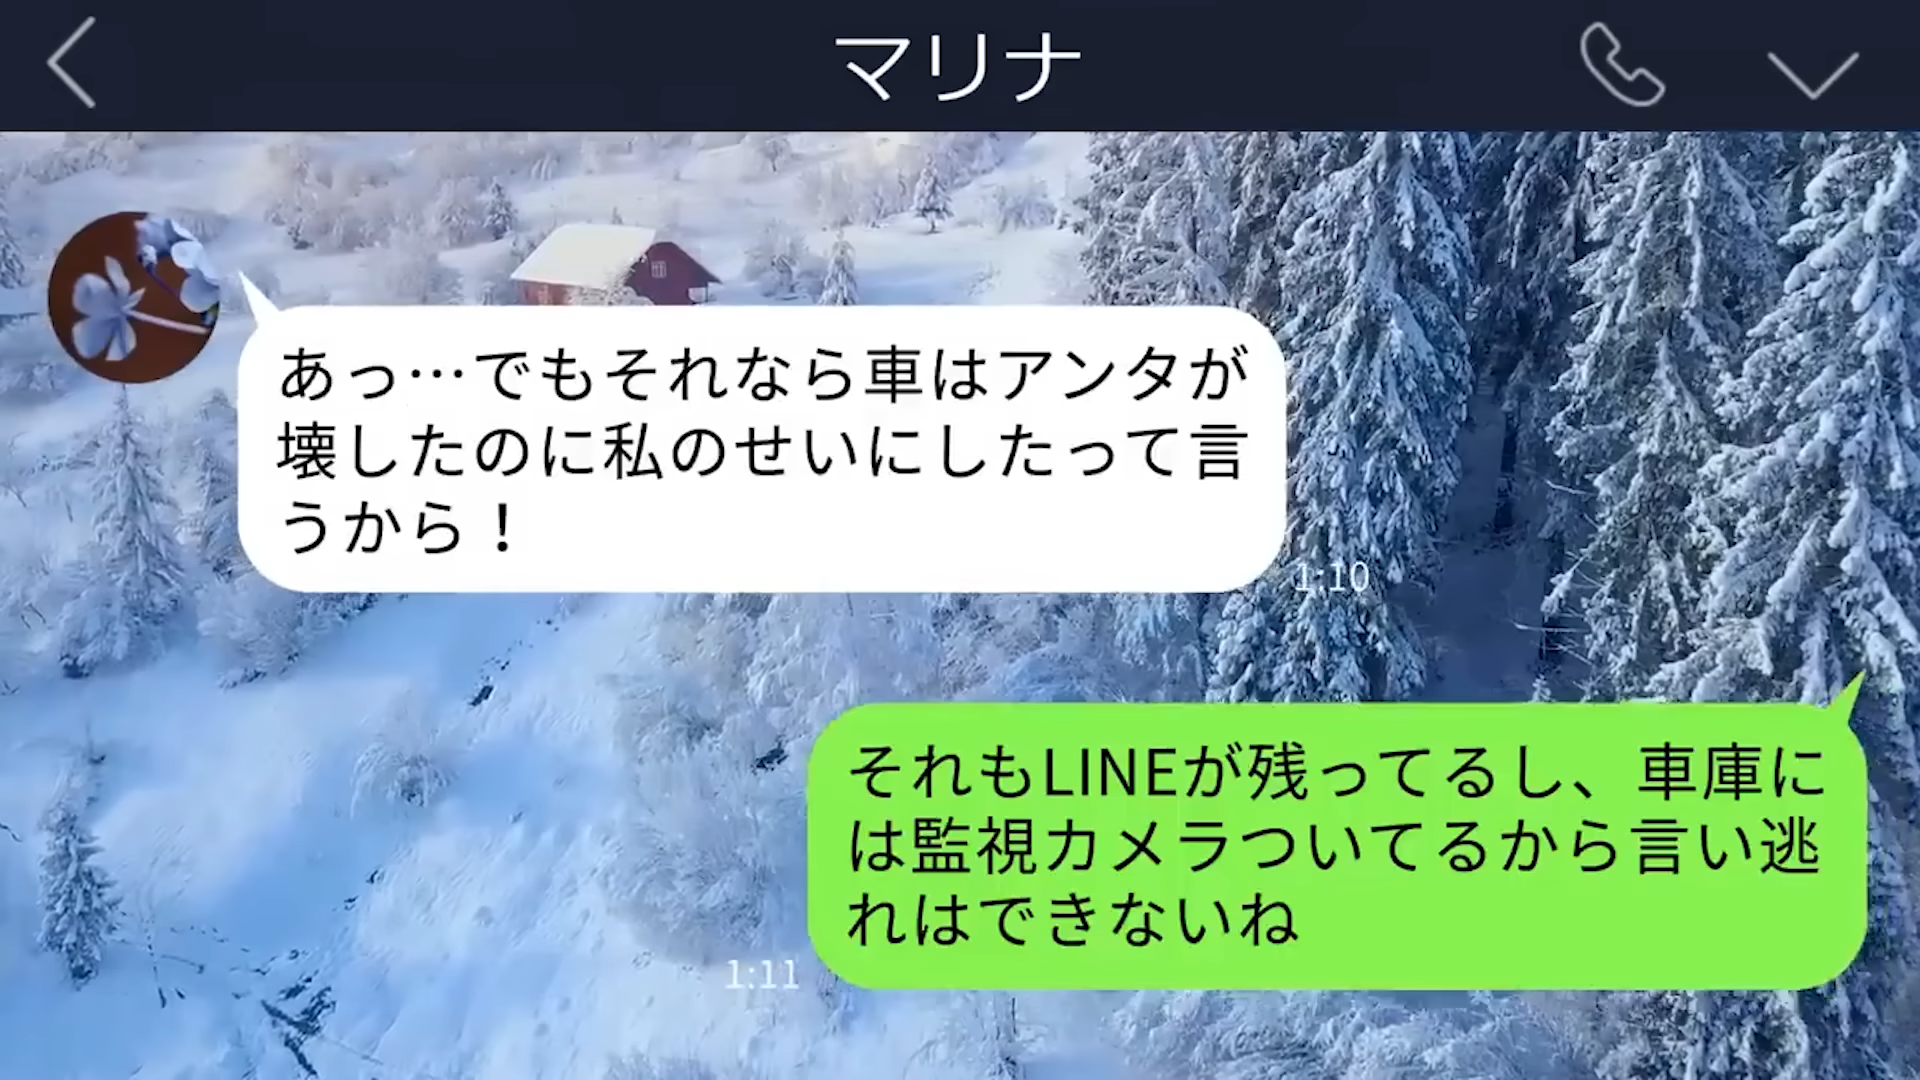 マリナ
あっ…でもそれなら車はアンタが
壊したのに私のせいにしたって言
うから！
1:10
それもLINEが残ってるし、車庫に
は監視カメラついてるから言い逃
れはできないね
1:11